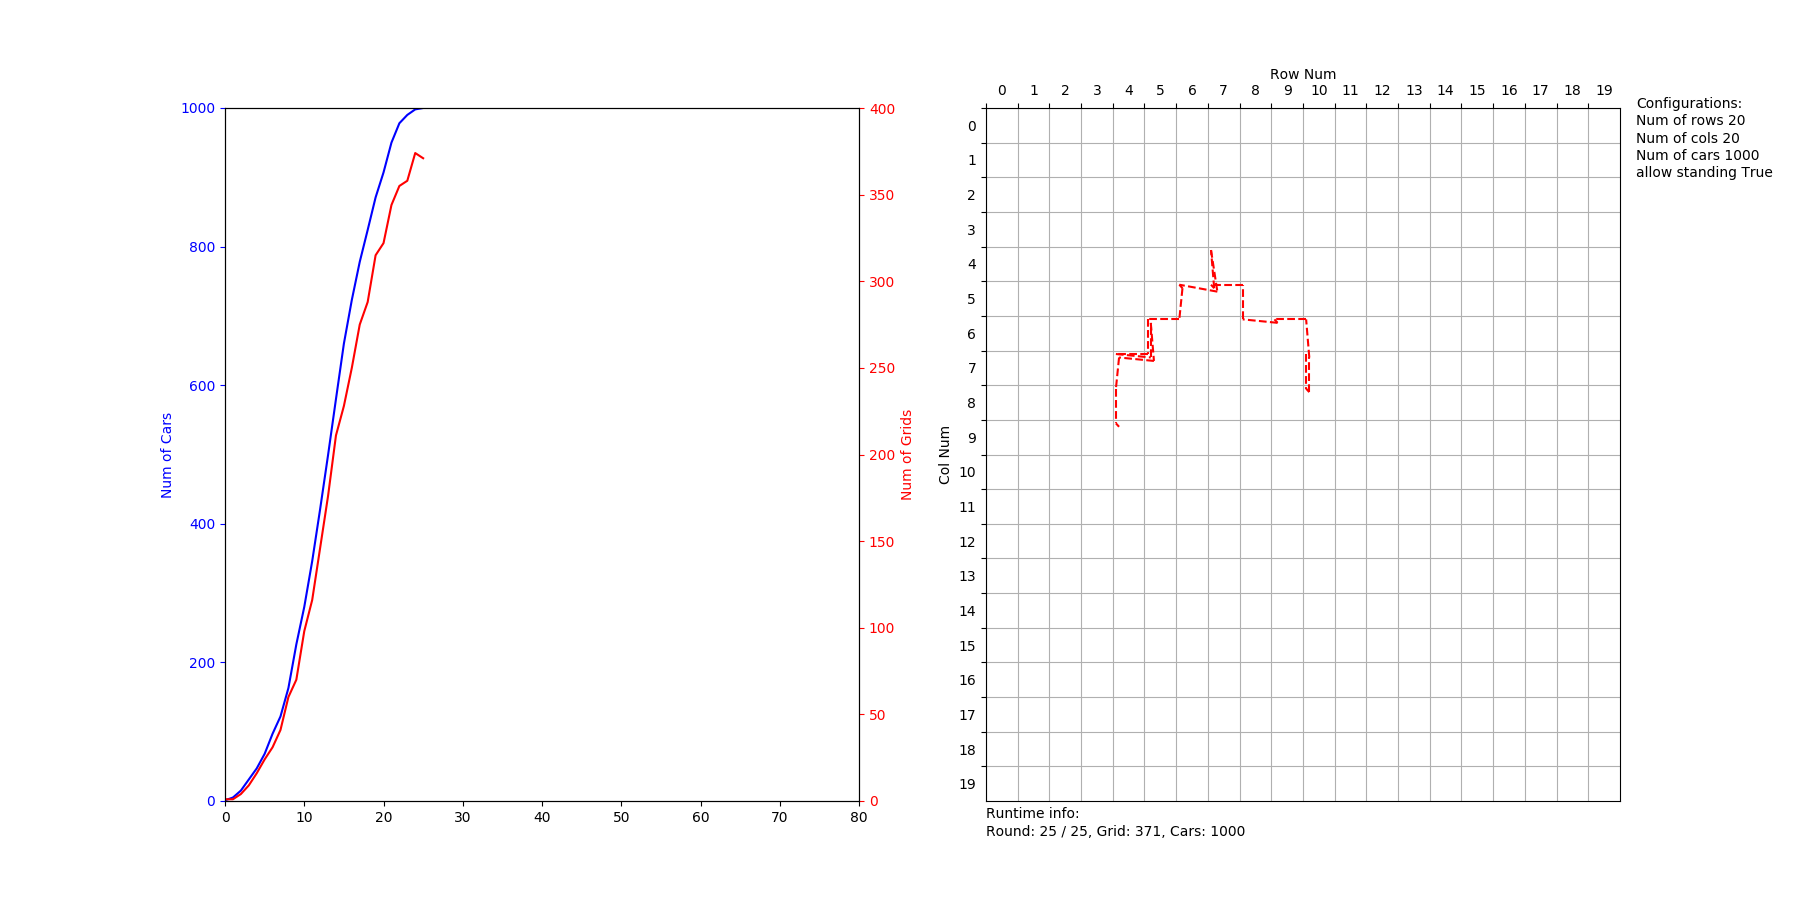 1000
800
600
400
200
0
Num of Cars
0 10 20 30 40 50 60 70 80
400
350
300
250
200
150
100
50
0
Num of Grids
Row Num
0 1 2 3 4 5 6 7 8 9 10 11 12 13 14 15 16 17 18 19
Col Num
0
1
2
3
4
5
6
7
8
9
10
11
12
13
14
15
16
17
18
19
Configurations:
Num of rows 20
Num of cols 20
Num of cars 1000
allow standing True
Runtime info:
Round: 25 / 25, Grid: 371, Cars: 1000